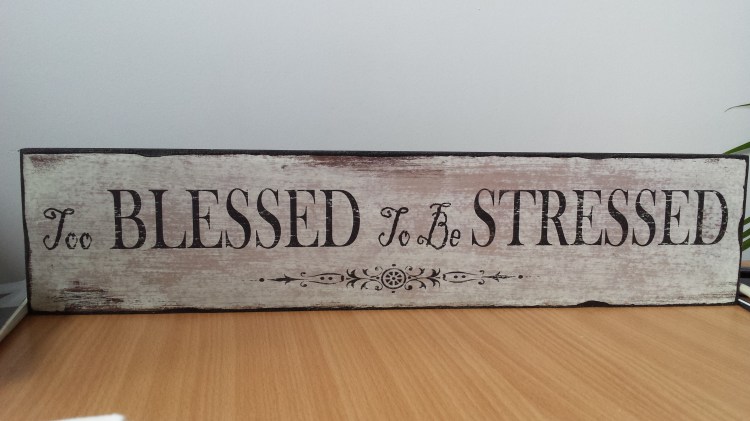 Too BLESSED To Be STRESSED